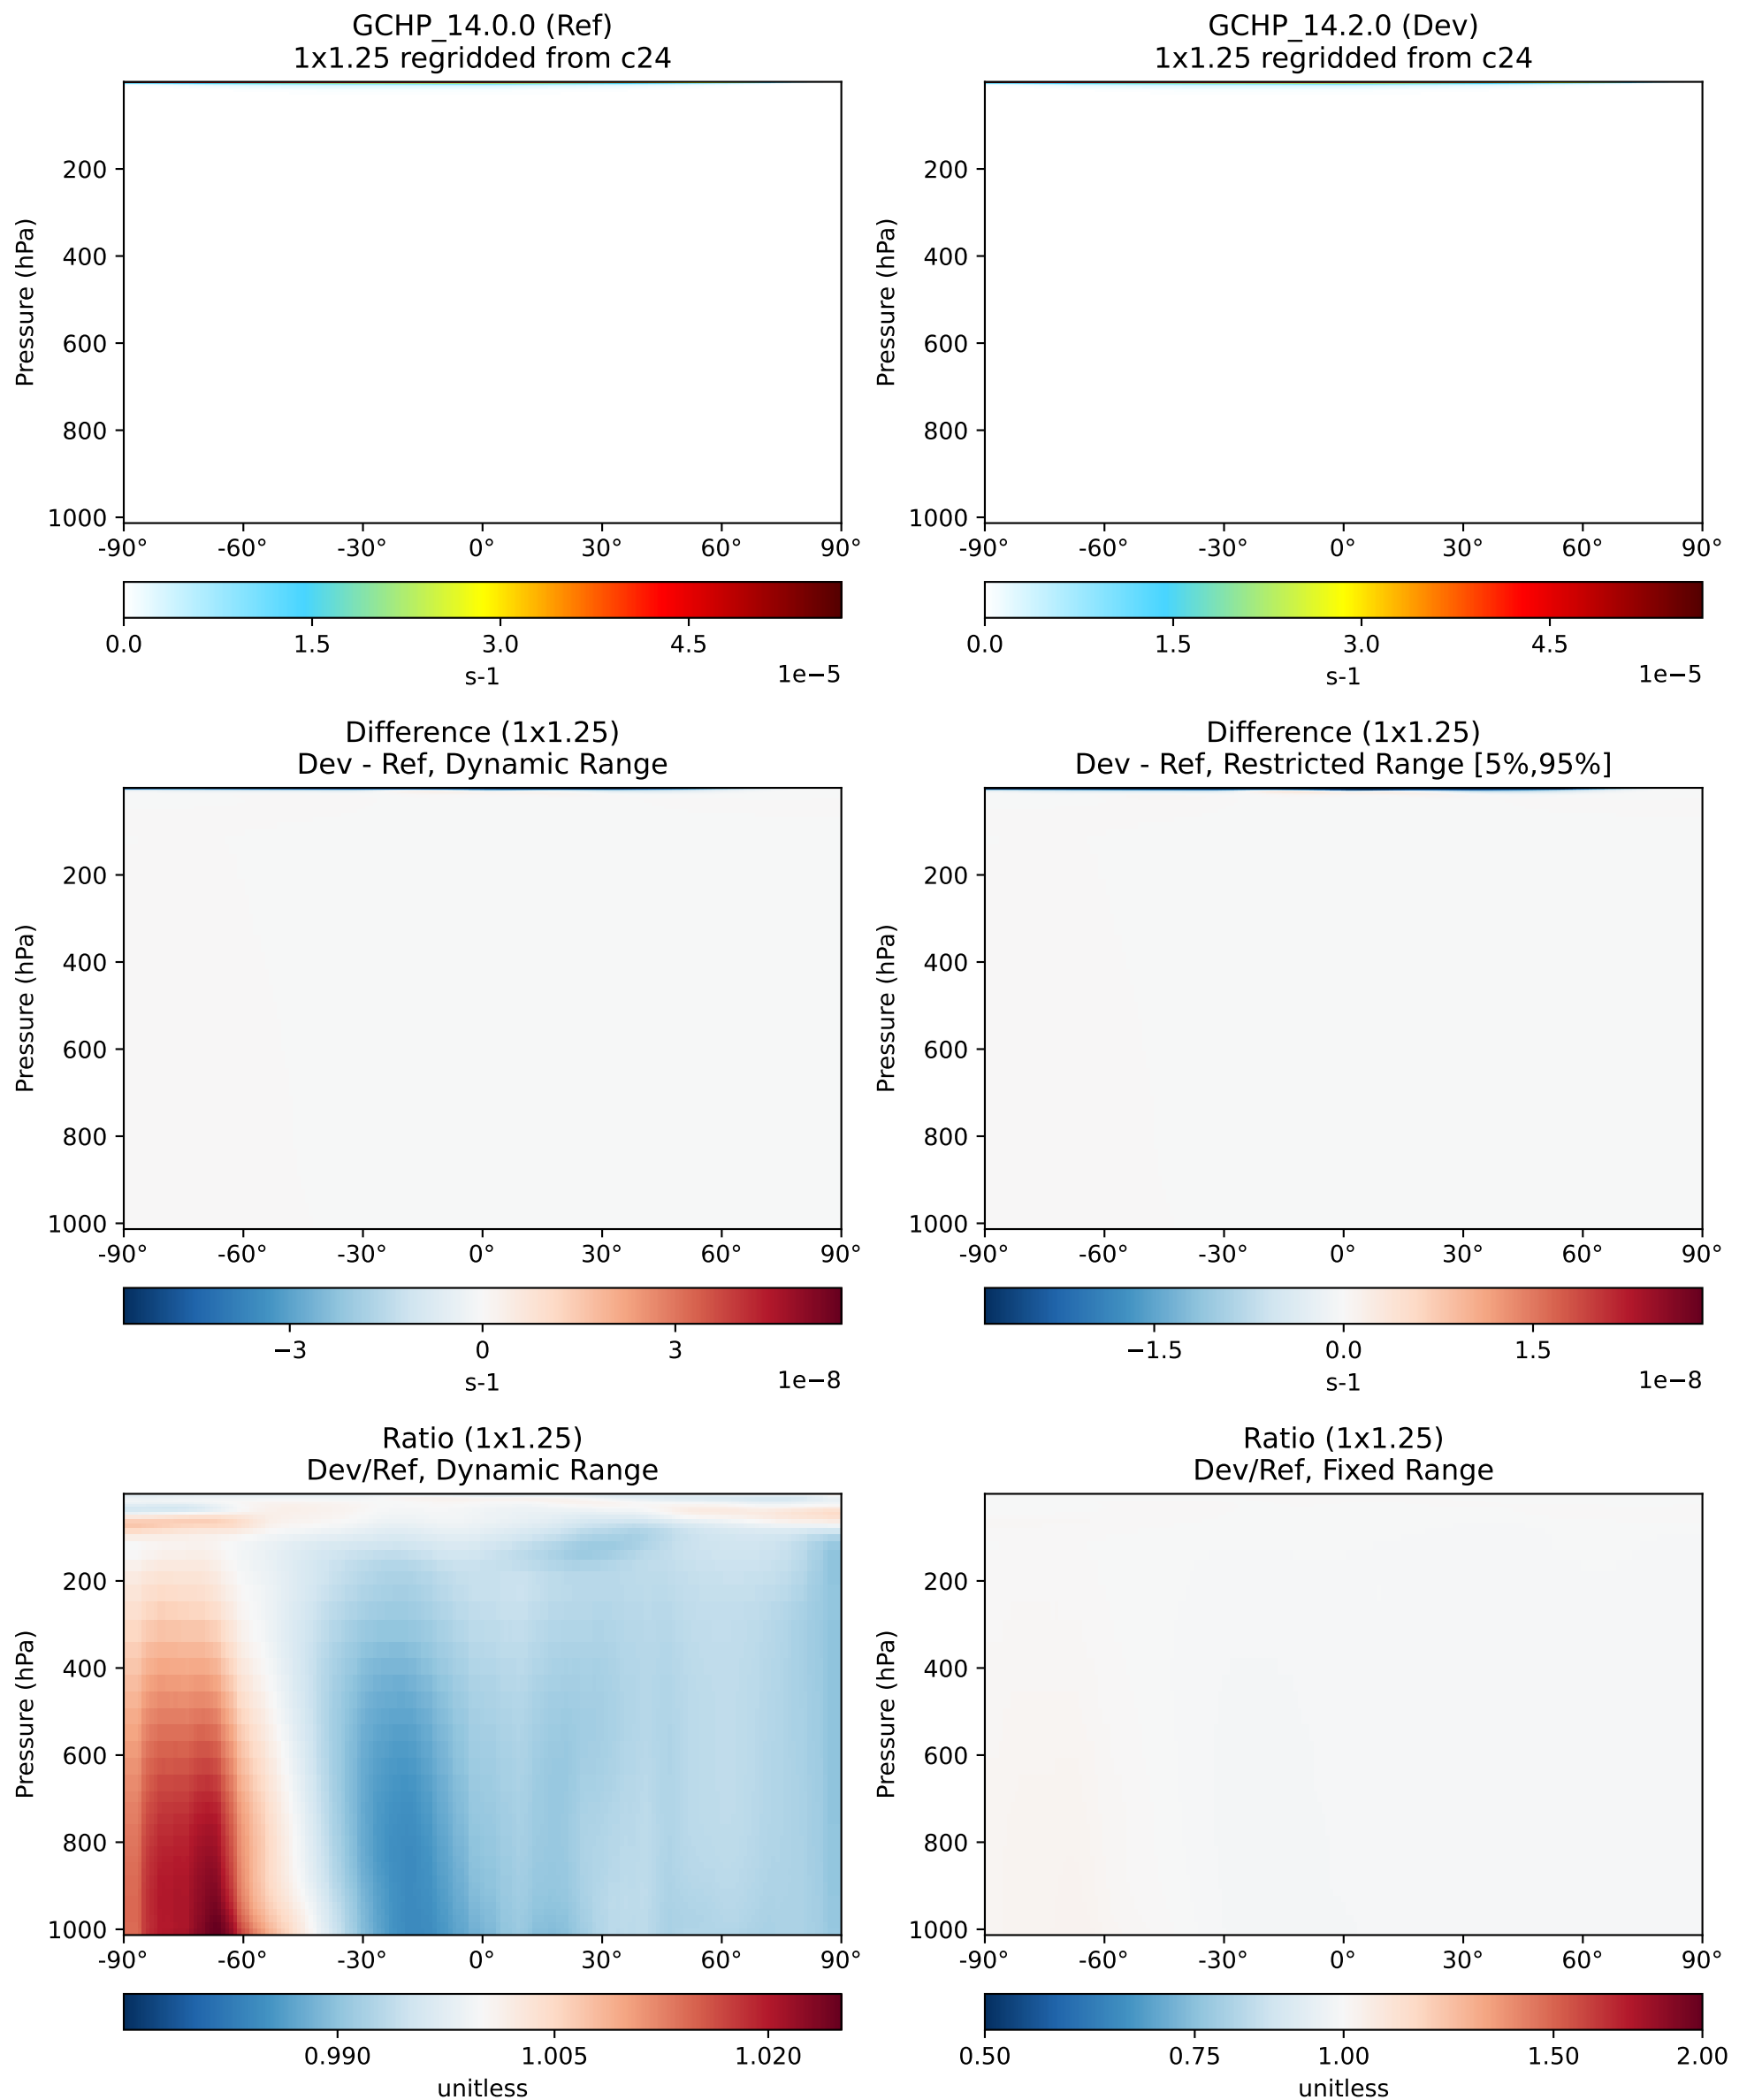 GCHP_14.0.0 (Ref)
1x1.25 regridded from c24
Pressure (hPa)
200
400
600
800
1000
-90° -60° -30° 0° 30° 60° 90°
0.0 1.5 3.0 4.5
s-1 1e−5
GCHP_14.2.0 (Dev)
1x1.25 regridded from c24
Pressure (hPa)
200
400
600
800
1000
-90° -60° -30° 0° 30° 60° 90°
0.0 1.5 3.0 4.5
s-1 1e−5
Difference (1x1.25)
Dev - Ref, Dynamic Range
Pressure (hPa)
200
400
600
800
1000
-90° -60° -30° 0° 30° 60° 90°
−3 0 3
s-1 1e−8
Difference (1x1.25)
Dev - Ref, Restricted Range [5%,95%]
Pressure (hPa)
200
400
600
800
1000
-90° -60° -30° 0° 30° 60° 90°
−1.5 0.0 1.5
s-1 1e−8
Ratio (1x1.25)
Dev/Ref, Dynamic Range
Pressure (hPa)
200
400
600
800
1000
-90° -60° -30° 0° 30° 60° 90°
0.990 1.005 1.020
unitless
Ratio (1x1.25)
Dev/Ref, Fixed Range
Pressure (hPa)
200
400
600
800
1000
-90° -60° -30° 0° 30° 60° 90°
0.50 0.75 1.00 1.50 2.00
unitless